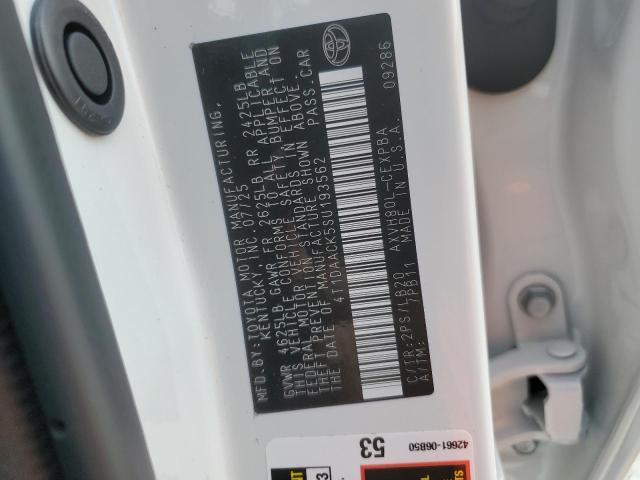 MFD.BY:TOYOTA MOTOR MANUFACTURING,
KENTUCKY, INC. 07/25
GVWR 4625LB GAWR FR 2625LB RR 2425LB
THIS VEHICLE CONFORMS TO ALL APPLICABLE
FEDERAL MOTOR VEHICLE SAFETY, BUMPER, AND
THEFT PREVENTION STANDARDS IN EFFECT ON
THE DATE OF MANUFACTURE SHOWN ABOVE.
4T1DAACK5SU193562 PASS.CAR
C/TR:2PS/LB20 AXVH80L-CEXPBA
A/TM: 7PB11 MADE IN U.S.A.
09286
53
42661-06B50